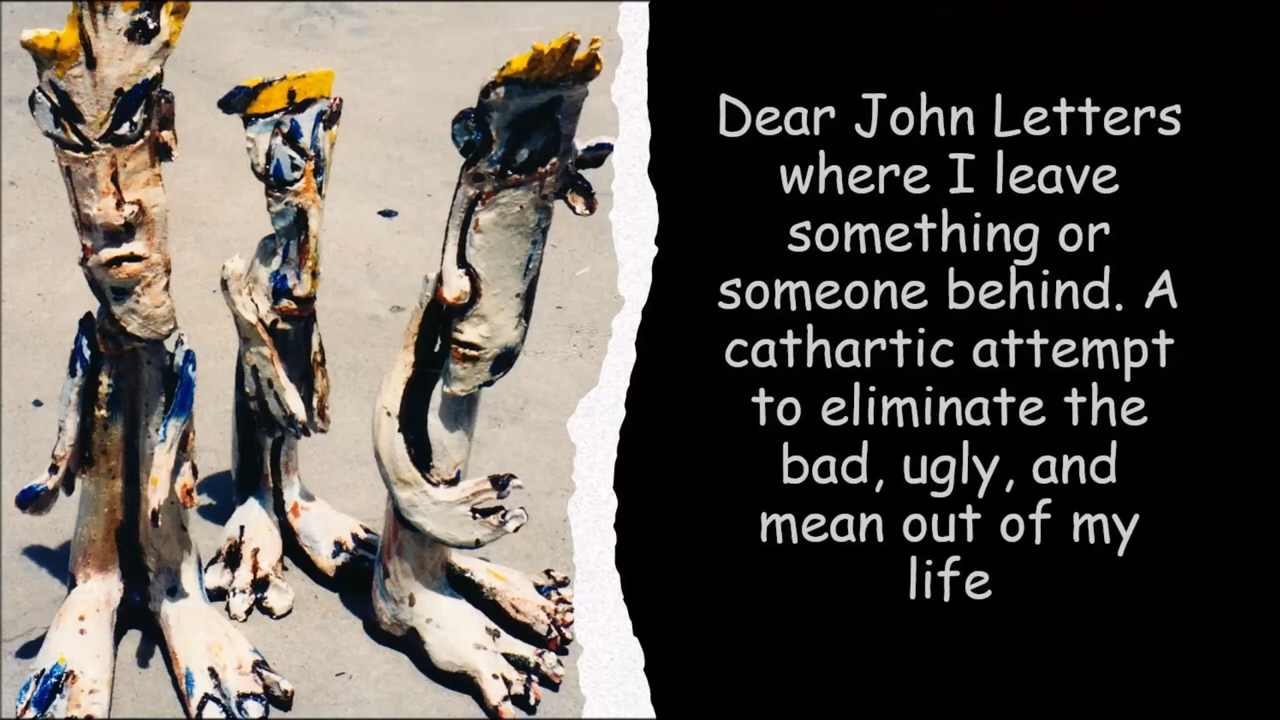 Dear John Letters
where I leave
something or
someone behind. A
cathartic attempt
to eliminate the
bad, ugly, and
mean out of my
life